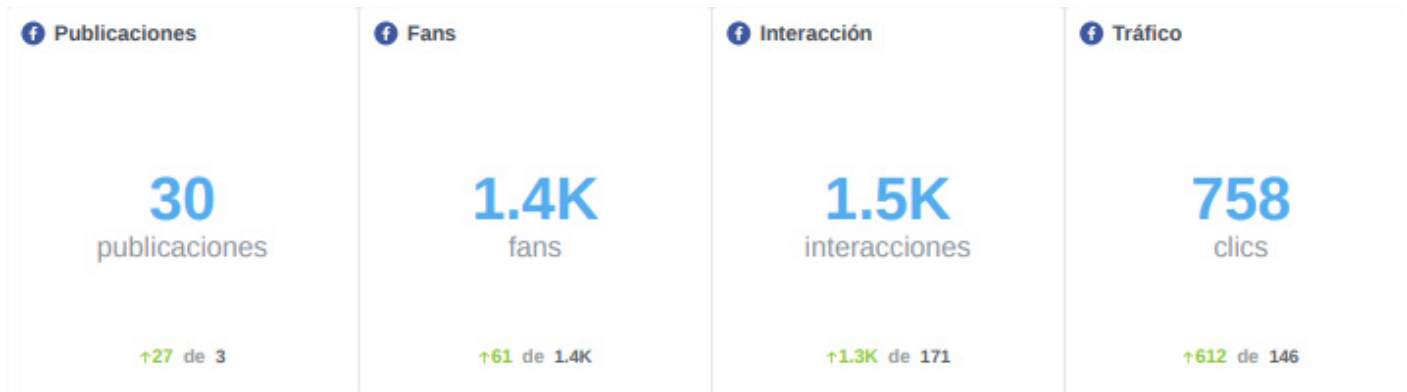 Publicaciones
30
publicaciones
↑27 de 3
Fans
1.4K
fans
↑61 de 1.4K
Interacción
1.5K
interacciones
↑1.3K de 171
Tráfico
758
clics
↑612 de 146